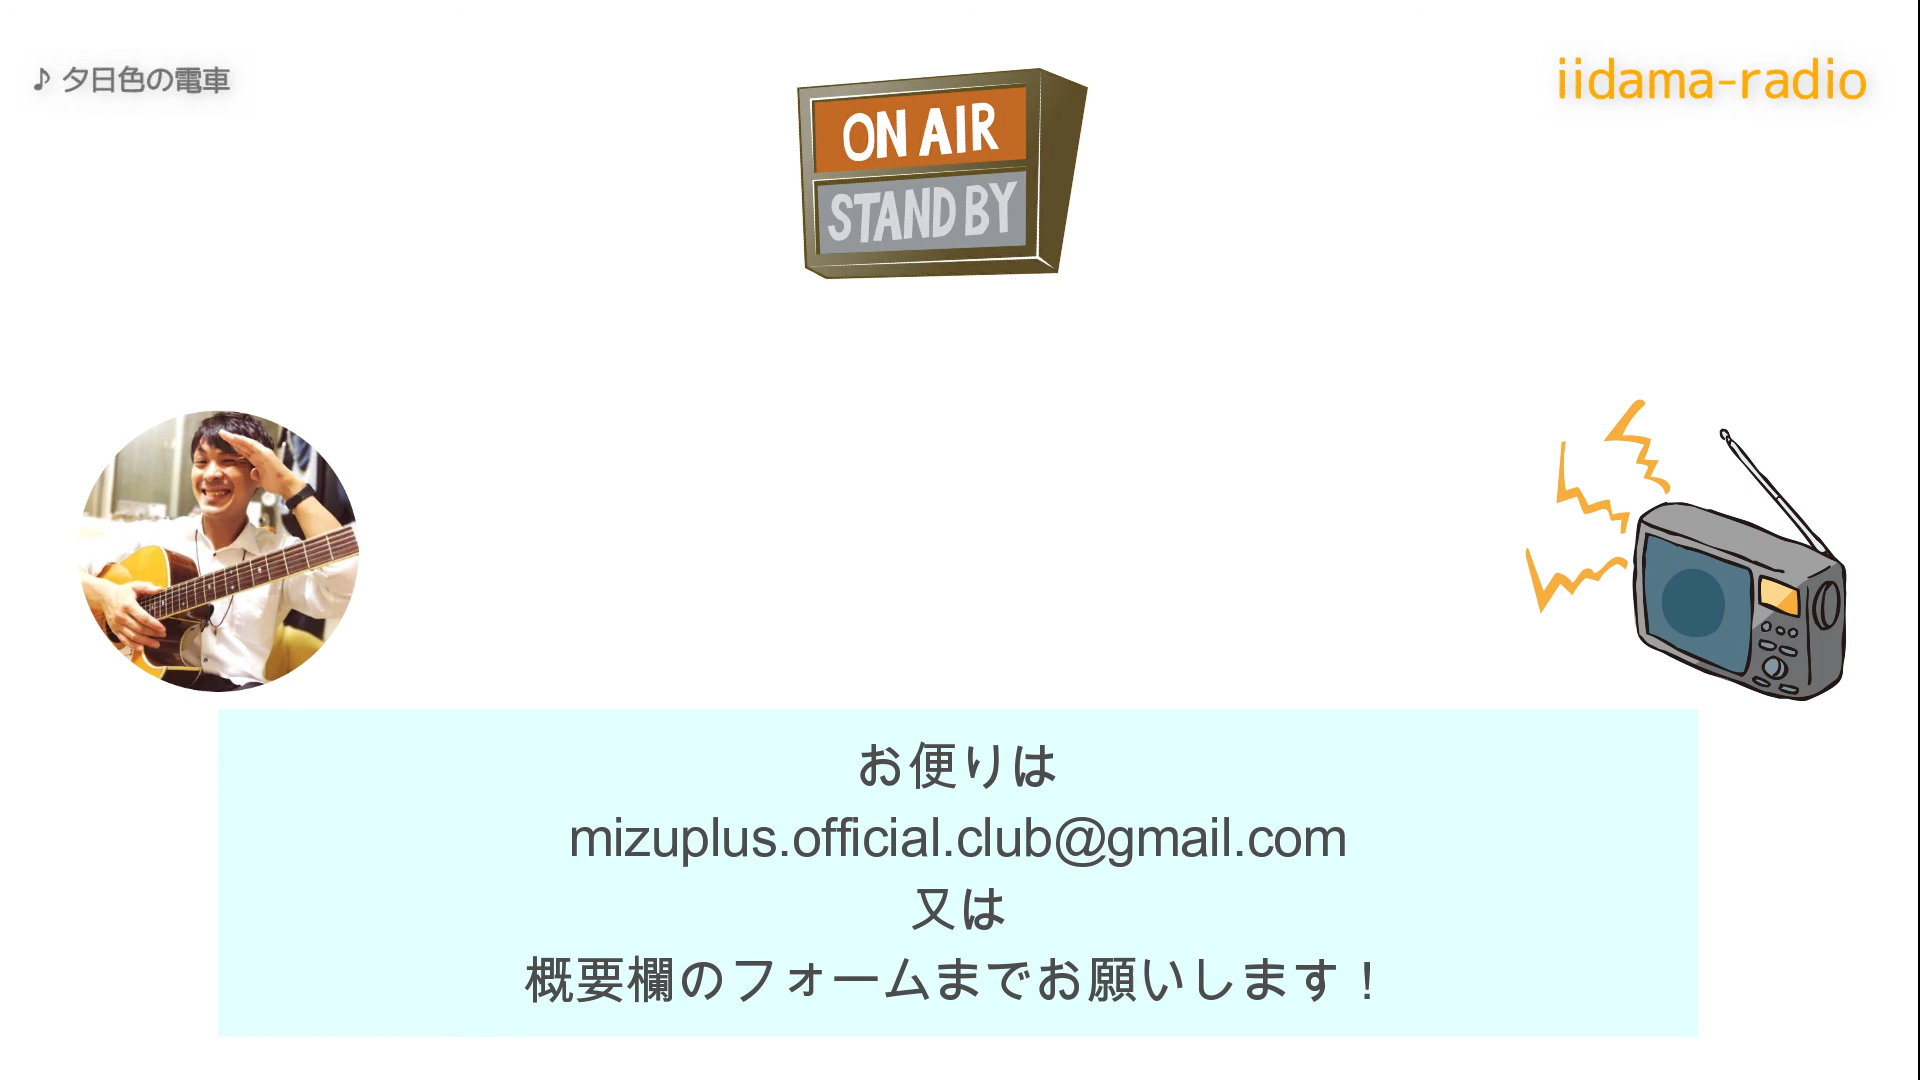 ♪ 夕日色の電車
iidama-radio
ON AIR
STAND BY
お便りは
mizuplus.official.club@gmail.com
又は
概要欄のフォームまでお願いします！